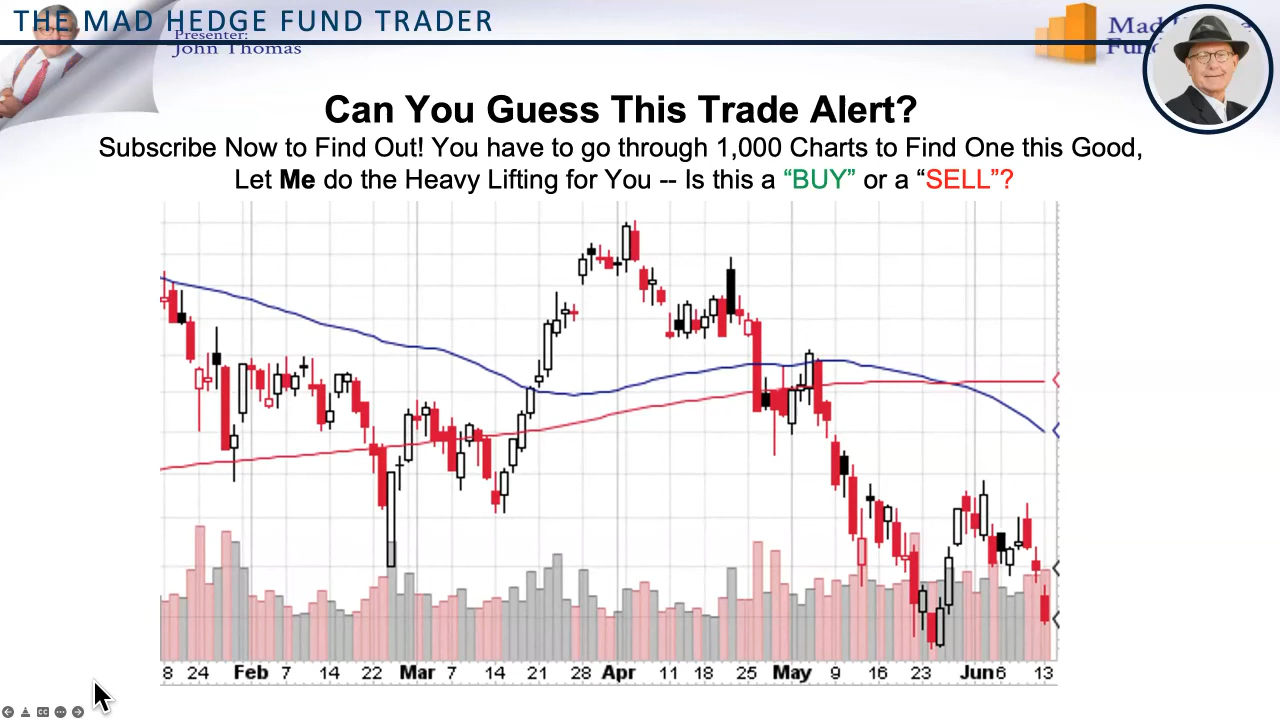 THE MAD HEDGE FUND TRADER
Presenter:
John Thomas
Mad
Can You Guess This Trade Alert?
Subscribe Now to Find Out! You have to go through 1,000 Charts to Find One this Good,
Let Me do the Heavy Lifting for You -- Is this a “BUY” or a “SELL”?
8 24 Feb 7 14 22 Mar 7 14 21 28 Apr 11 18 25 May 9 16 23 Jun 6 13